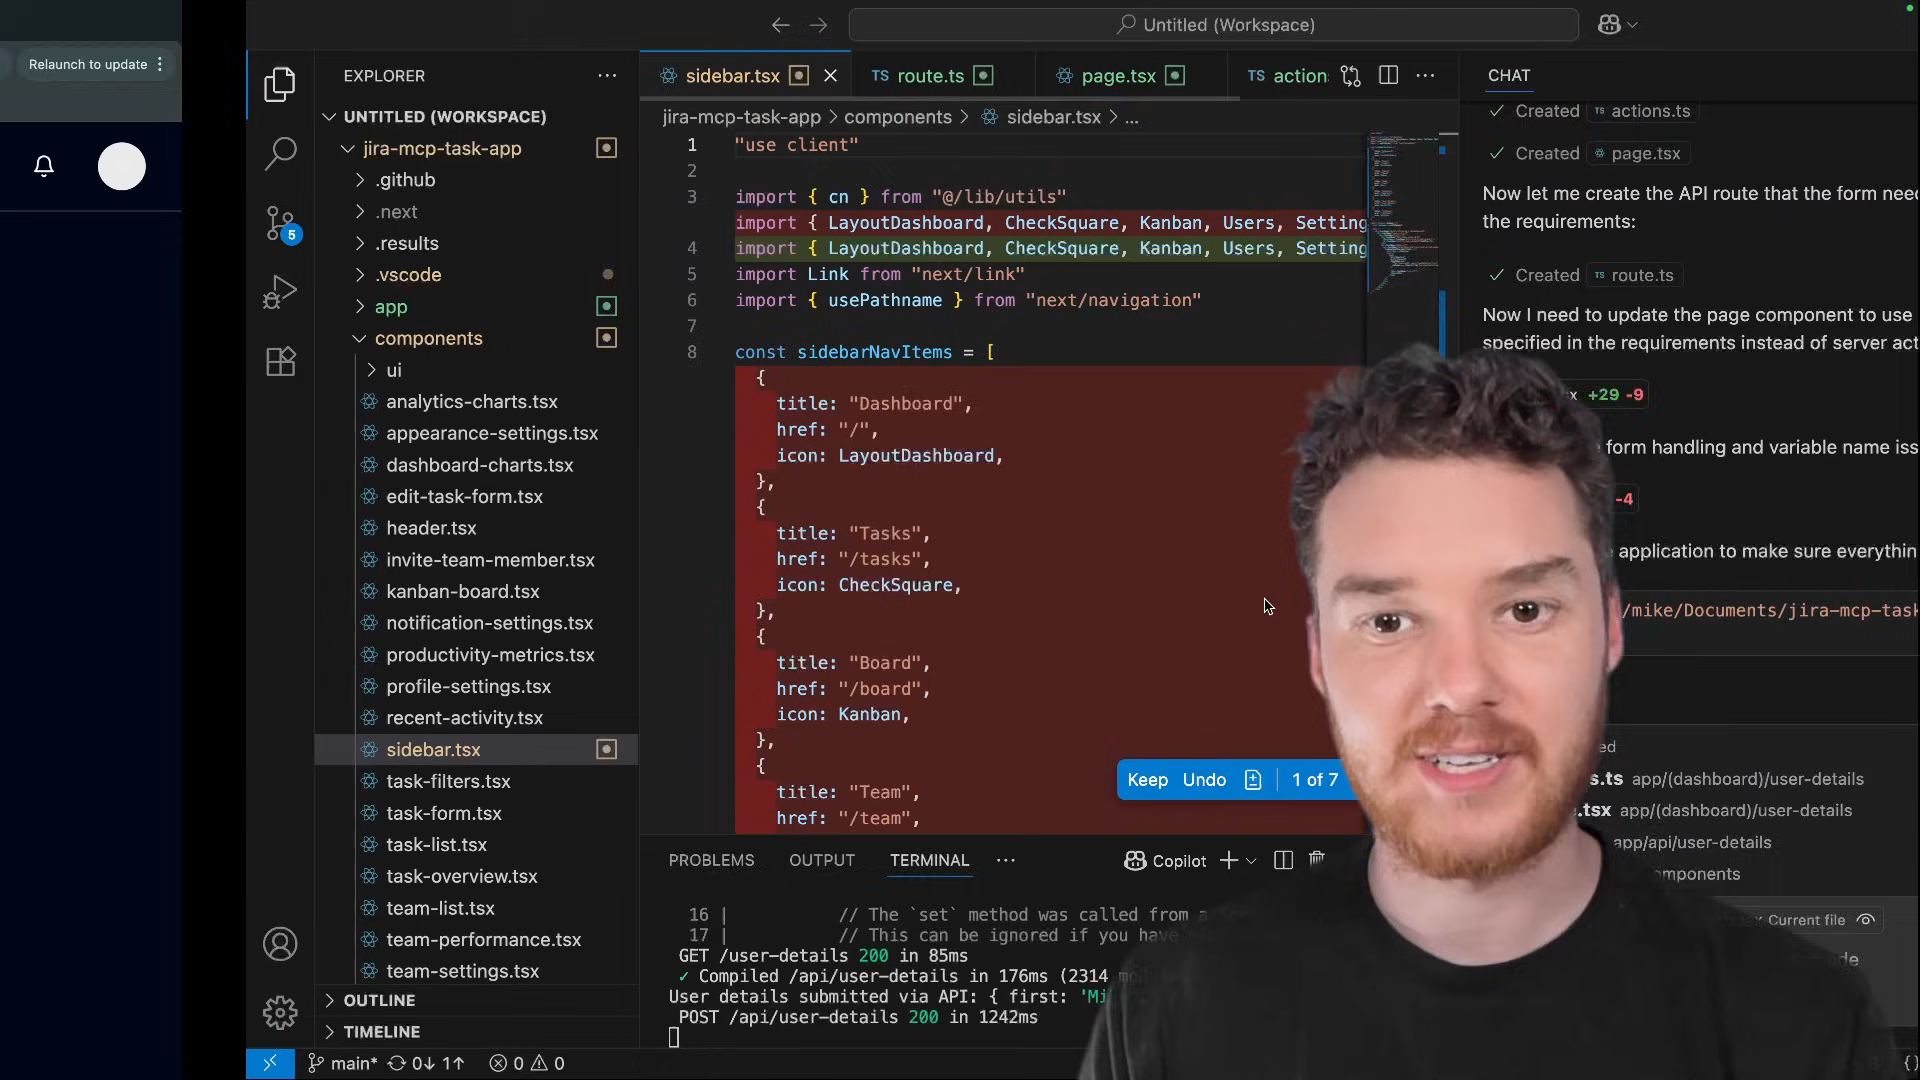 Relaunch to update
Untitled (Workspace)
EXPLORER
UNTITLED (WORKSPACE)
jira-mcp-task-app
.github
.next
.results
.vscode
app
components
ui
analytics-charts.tsx
appearance-settings.tsx
dashboard-charts.tsx
edit-task-form.tsx
header.tsx
invite-team-member.tsx
kanban-board.tsx
notification-settings.tsx
productivity-metrics.tsx
profile-settings.tsx
recent-activity.tsx
sidebar.tsx
task-filters.tsx
task-form.tsx
task-list.tsx
task-overview.tsx
team-list.tsx
team-performance.tsx
team-settings.tsx
OUTLINE
TIMELINE
5
main* 0↓ 1↑ 0 0
sidebar.tsx TS route.ts page.tsx TS action
jira-mcp-task-app > components > sidebar.tsx > ...
1 "use client"
2
3 import { cn } from "@/lib/utils"
import { LayoutDashboard, CheckSquare, Kanban, Users, Setting
4 import { LayoutDashboard, CheckSquare, Kanban, Users, Setting
5 import Link from "next/link"
6 import { usePathname } from "next/navigation"
7
8 const sidebarNavItems = [
{
title: "Dashboard",
href: "/",
icon: LayoutDashboard,
},
{
title: "Tasks",
href: "/tasks",
icon: CheckSquare,
},
{
title: "Board",
href: "/board",
icon: Kanban,
},
{
title: "Team",
href: "/team",
Keep Undo 1 of 7
PROBLEMS OUTPUT TERMINAL ... Copilot
16 | // The `set` method was called from a
17 | // This can be ignored if you have
GET /user-details 200 in 85ms
✓ Compiled /api/user-details in 176ms (2314
User details submitted via API: { first: 'Mi
POST /api/user-details 200 in 1242ms
CHAT
✓ Created TS actions.ts
✓ Created page.tsx
Now let me create the API route that the form nee
the requirements:
✓ Created TS route.ts
Now I need to update the page component to use
specified in the requirements instead of server act
+29 -9
form handling and variable name iss
-4
application to make sure everythin
/mike/Documents/jira-mcp-task
s.ts app/(dashboard)/user-details
.tsx app/(dashboard)/user-details
app/api/user-details
Current file